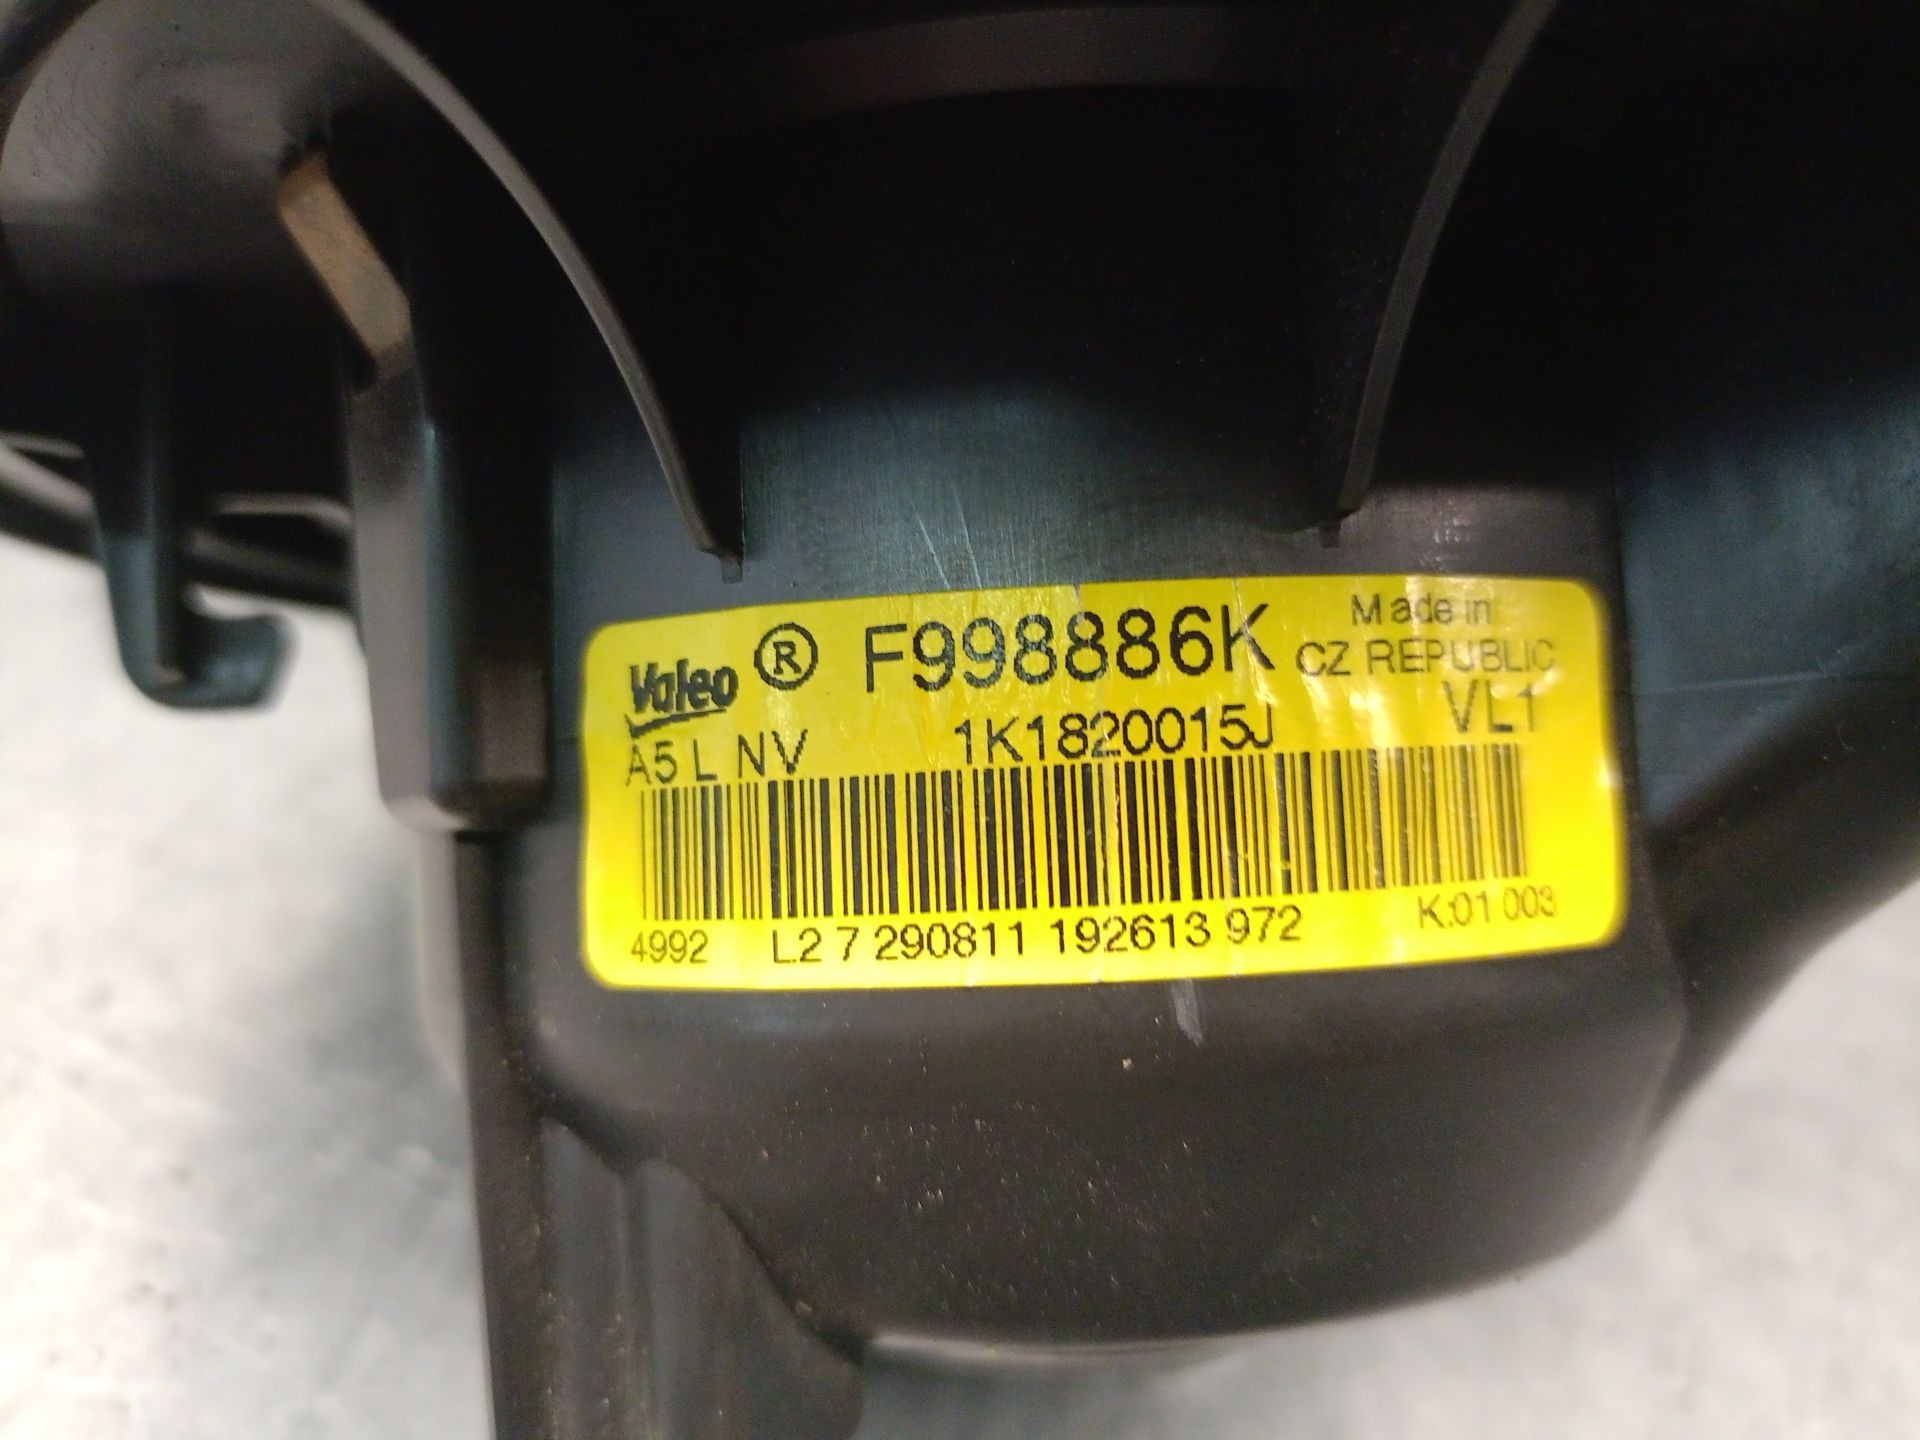 Valeo ® F998886K Made in
CZ REPUBLIC
A5 L NV 1K1820015J VL1
4992 L2 7 290811 192613 972 K:01 003